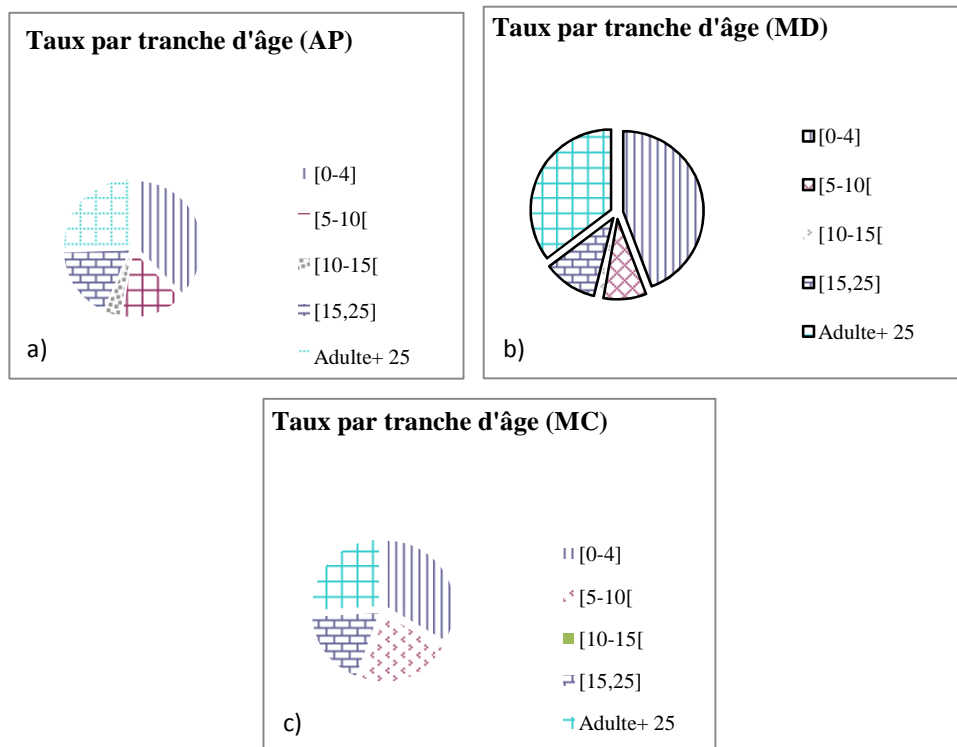 Taux par tranche d'âge (AP)
[0-4]
[5-10[
[10-15[
[15,25]
Adulte+ 25
a)
Taux par tranche d'âge (MD)
[0-4]
[5-10[
[10-15[
[15,25]
Adulte+ 25
b)
Taux par tranche d'âge (MC)
[0-4]
[5-10[
[10-15[
[15,25]
Adulte+ 25
c)